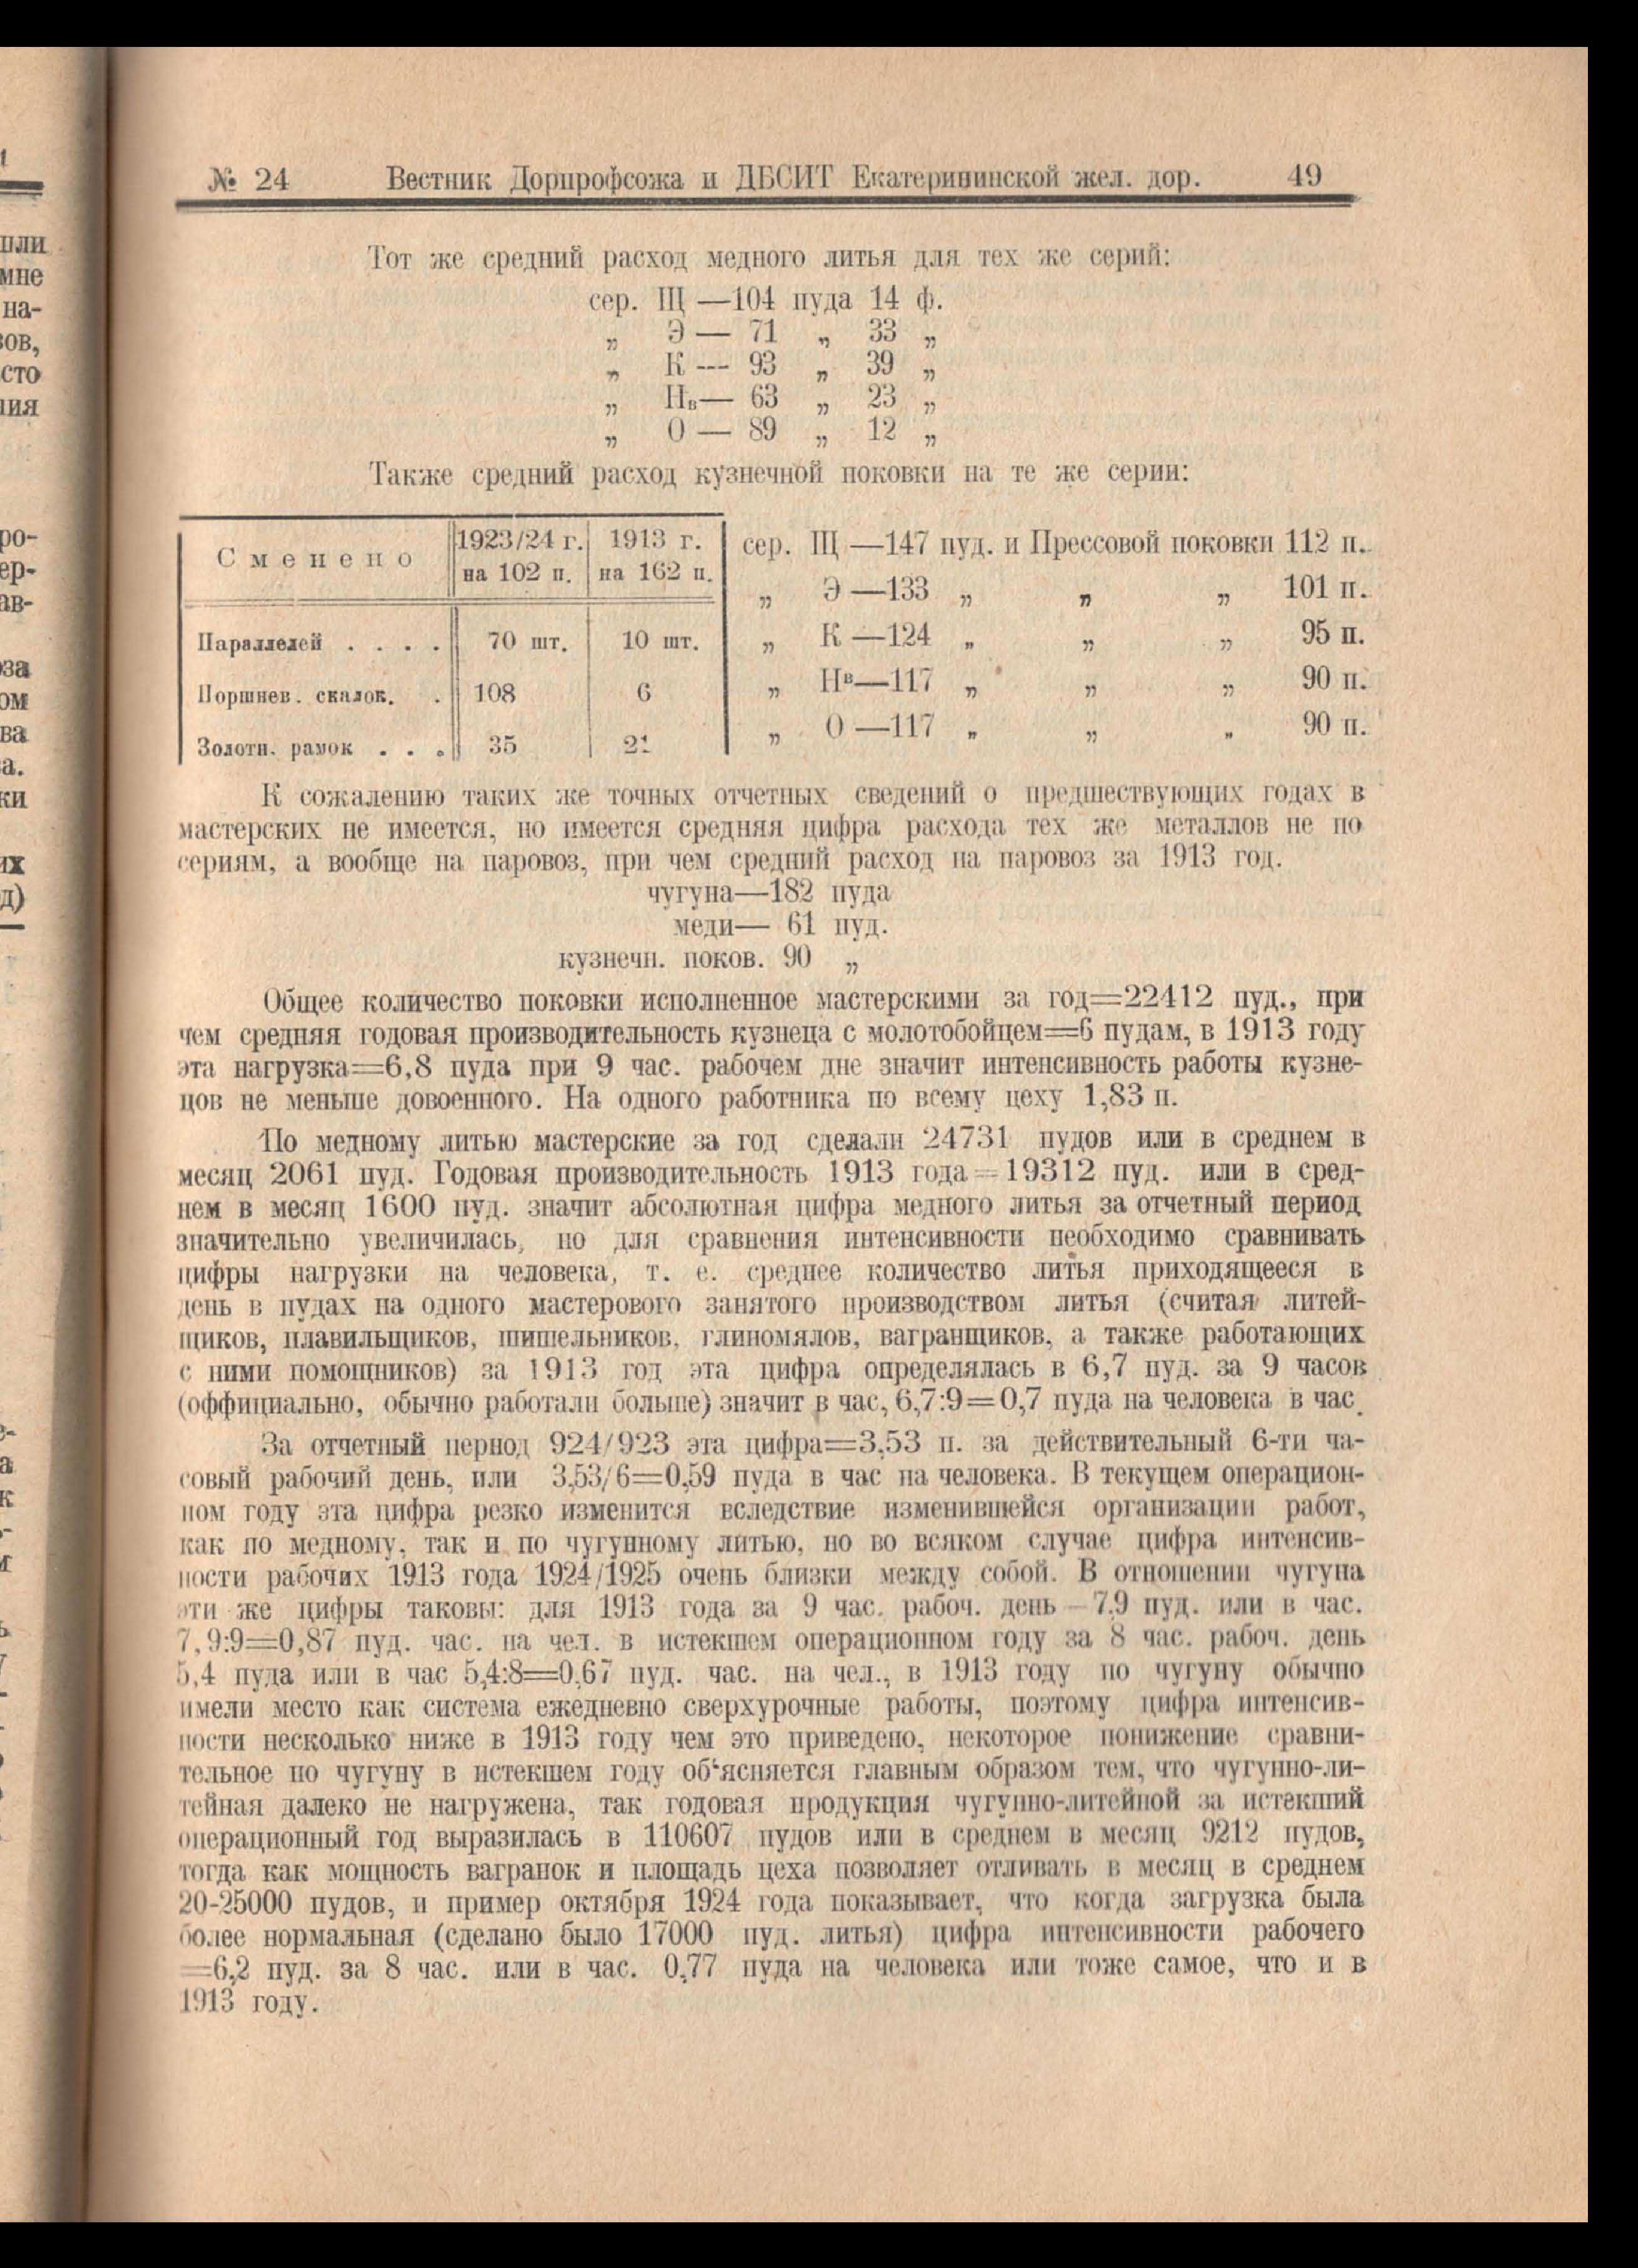 № 24 Вестник Дорпрофсожа и ДБСИТ Екатерининской жел. дор. 49
Тот же средний расход медного литья для тех же серий:
сер. Щ —104 пуда 14 ф.
„ Э — 71 „ 33 „
„ К — 93 „ 39 „
„ Нв— 63 „ 23 „
„ О — 89 „ 12 „
Также средний расход кузнечной поковки на те же серии:
Сменено 1923/24 г. на 102 п. 1913 г. на 162 п.
Параллелей . . . . 70 шт. 10 шт.
Поршнев. скалок. . 108 6
Золотн. рамок . . . 35 21
сер. Щ —147 пуд. и Прессовой поковки 112 п.
„ Э —133 „ „ „ 101 п.
„ К —124 „ „ „ 95 п.
„ Нв—117 „ „ „ 90 п.
„ О —117 „ „ „ 90 п.
К сожалению таких же точных отчетных сведений о предшествующих годах в
мастерских не имеется, но имеется средняя цифра расхода тех же металлов не по
сериям, а вообще на паровоз, при чем средний расход на паровоз за 1913 год.
чугуна—182 пуда
меди— 61 пуд.
кузнечн. поков. 90 „
Общее количество поковки исполненное мастерскими за год=22412 пуд., при
чем средняя годовая производительность кузнеца с молотобойцем=6 пудам, в 1913 году
эта нагрузка=6,8 пуда при 9 час. рабочем дне значит интенсивность работы кузне-
цов не меньше довоенного. На одного работника по всему цеху 1,83 п.
По медному литью мастерские за год сделали 24731 пудов или в среднем в
месяц 2061 пуд. Годовая производительность 1913 года=19312 пуд. или в сред-
нем в месяц 1600 пуд. значит абсолютная цифра медного литья за отчетный период
значительно увеличилась, но для сравнения интенсивности необходимо сравнивать
цифры нагрузки на человека, т. е. среднее количество литья приходящееся в
день в пудах на одного мастерового занятого производством литья (считая литей-
щиков, плавильщиков, шишельников, глиномялов, вагранщиков, а также работающих
с ними помощников) за 1913 год эта цифра определялась в 6,7 пуд. за 9 часов
(оффициально, обычно работали больше) значит в час, 6,7:9=0,7 пуда на человека в час.
За отчетный период 924/923 эта цифра=3,53 п. за действительный 6-ти ча-
совый рабочий день, или 3,53/6=0,59 пуда в час на человека. В текущем операцион-
ном году эта цифра резко изменится вследствие изменившейся организации работ,
как по медному, так и по чугунному литью, но во всяком случае цифра интенсив-
ности рабочих 1913 года 1924/1925 очень близки между собой. В отношении чугуна
эти же цифры таковы: для 1913 года за 9 час. рабоч. день — 7,9 пуд. или в час.
7,9:9=0,87 пуд. час. на чел. в истекшем операционном году за 8 час. рабоч. день
5,4 пуда или в час 5,4:8=0,67 пуд. час. на чел., в 1913 году по чугуну обычно
имели место как система ежедневно сверхурочные работы, поэтому цифра интенсив-
ности несколько ниже в 1913 году чем это приведено, некоторое понижение сравни-
тельное по чугуну в истекшем году об‘ясняется главным образом тем, что чугунно-ли-
тейная далеко не нагружена, так годовая продукция чугунно-литейной за истекший
операционный год выразилась в 110607 пудов или в среднем в месяц 9212 пудов,
тогда как мощность вагранок и площадь цеха позволяет отливать в месяц в среднем
20-25000 пудов, и пример октября 1924 года показывает, что когда загрузка была
более нормальная (сделано было 17000 пуд. литья) цифра интенсивности рабочего
=6,2 пуд. за 8 час. или в час. 0,77 пуда на человека или тоже самое, что и в
1913 году.